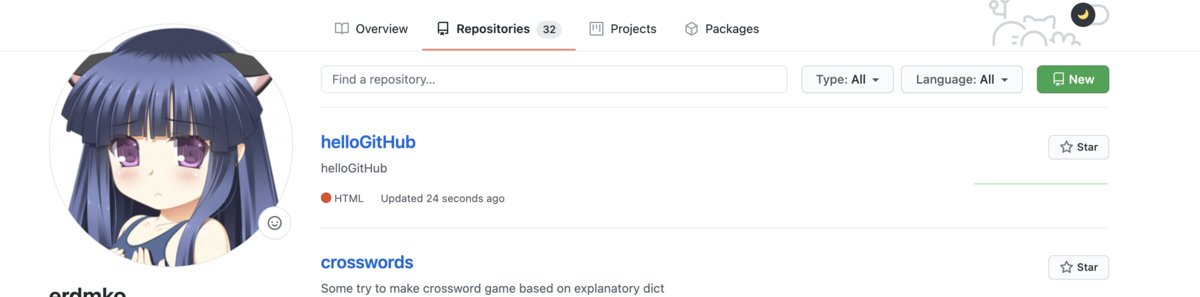 Overview Repositories 32 Projects Packages
Find a repository... Type: All Language: All New
helloGitHub Star
helloGitHub
HTML Updated 24 seconds ago
crosswords Star
Some try to make crossword game based on explanatory dict
erdmko